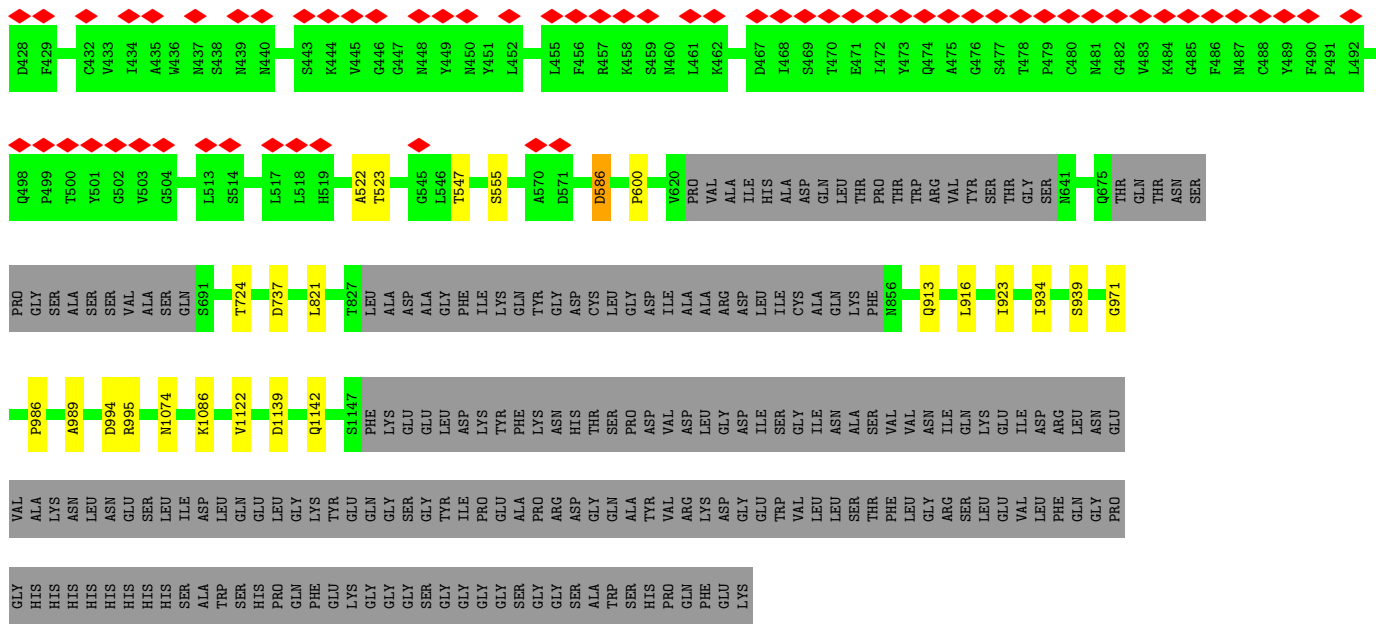 D428 F429 C432 V433 I434 A435 W436 N437 S438 N439 N440 S443 K444 V445 G446 G447 N448 Y449 N450 Y451 L452 L455 F456 R457 K458 S459 N460 L461 K462 D467 I468 S469 T470 E471 I472 Y473 Q474 A475 G476 S477 T478 P479 C480 N481 G482 V483 K484 G485 F486 N487 C488 Y489 F490 P491 L492
Q498 P499 T500 Y501 G502 V503 G504 L513 S514 L517 L518 H519 A522 T523 G545 L546 T547 S555 A570 D571 D586 P600 V620 PRO VAL ALA ILE HIS ALA ASP GLN LEU THR PRO THR TRP ARG VAL TYR SER THR GLY SER N641 Q675 THR GLN THR ASN SER
PRO GLY SER ALA SER SER VAL ALA SER GLN S691 T724 D737 L821 T827 LEU ALA ASP ALA GLY PHE ILE LYS GLN TYR GLY ASP CYS LEU GLY ASP ILE ALA ALA ARG ASP LEU ILE CYS ALA GLN LYS PHE N856 Q913 L916 I923 I934 S939 G971
P986 A989 D994 R995 N1074 K1086 V1122 D1139 Q1142 S1147 PHE LYS GLU GLU LEU ASP LYS TYR PHE LYS ASN HIS THR SER PRO ASP VAL ASP LEU GLY ASP ILE SER GLY ILE ASN ALA SER VAL VAL ASN ILE GLN LYS GLU ILE ASP ARG LEU ASN GLU
VAL ALA LYS ASN LEU ASN GLU SER LEU ILE ASP LEU GLN GLU LEU GLY LYS TYR GLU GLN GLY SER GLY TYR ILE PRO GLU ALA PRO ARG ASP GLY GLN ALA TYR VAL ARG LYS ASP GLY GLU TRP VAL LEU LEU SER THR PHE LEU GLY ARG SER LEU GLU VAL LEU PHE GLN GLY PRO
GLY HIS HIS HIS HIS HIS HIS HIS HIS SER ALA TRP SER HIS PRO GLN PHE GLU LYS GLY GLY GLY SER GLY GLY GLY GLY SER GLY GLY SER ALA TRP SER HIS PRO GLN PHE GLU LYS